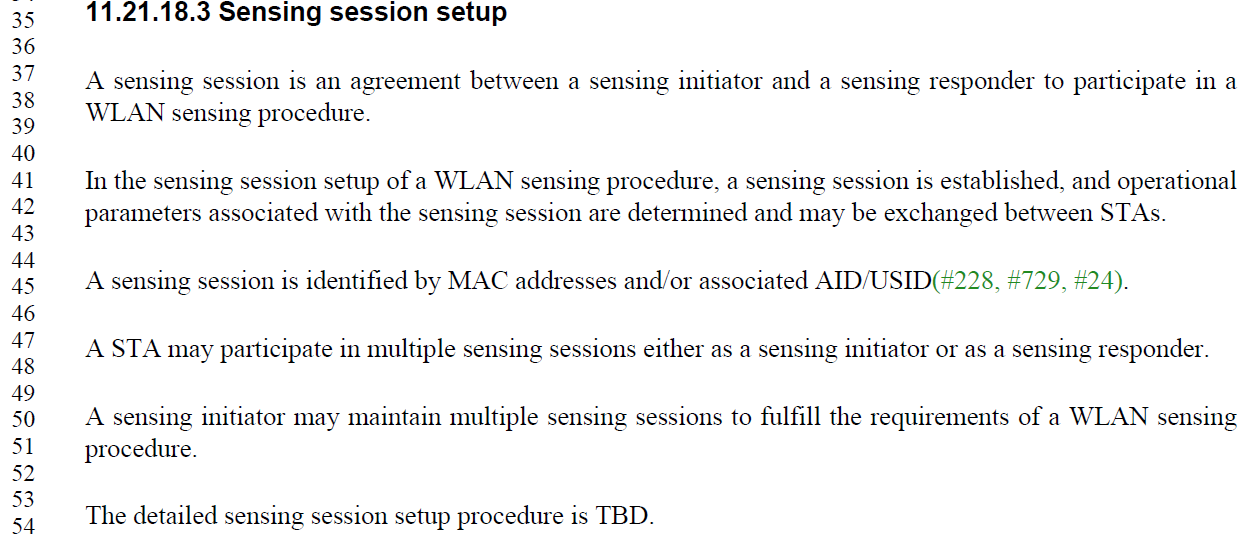 35 11.21.18.3 Sensing session setup
36
37 A sensing session is an agreement between a sensing initiator and a sensing responder to participate in a
38 WLAN sensing procedure.
39
40
41 In the sensing session setup of a WLAN sensing procedure, a sensing session is established, and operational
42 parameters associated with the sensing session are determined and may be exchanged between STAs.
43
44
45 A sensing session is identified by MAC addresses and/or associated AID/USID(#228, #729, #24).
46
47 A STA may participate in multiple sensing sessions either as a sensing initiator or as a sensing responder.
48
49
50 A sensing initiator may maintain multiple sensing sessions to fulfill the requirements of a WLAN sensing
51 procedure.
52
53
54 The detailed sensing session setup procedure is TBD.